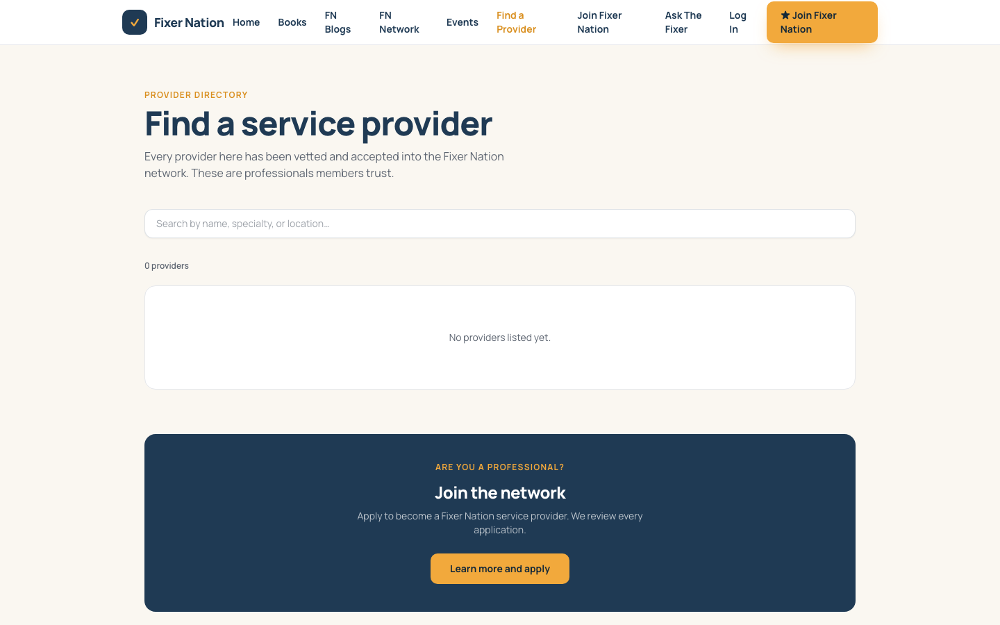 Fixer Nation
Home
Books
FN
Blogs
FN
Network
Events
Find a
Provider
Join Fixer
Nation
Ask The
Fixer
Log
In
★ Join Fixer
Nation
PROVIDER DIRECTORY
Find a service provider
Every provider here has been vetted and accepted into the Fixer Nation
network. These are professionals members trust.
Search by name, specialty, or location...
0 providers
No providers listed yet.
ARE YOU A PROFESSIONAL?
Join the network
Apply to become a Fixer Nation service provider. We review every
application.
Learn more and apply